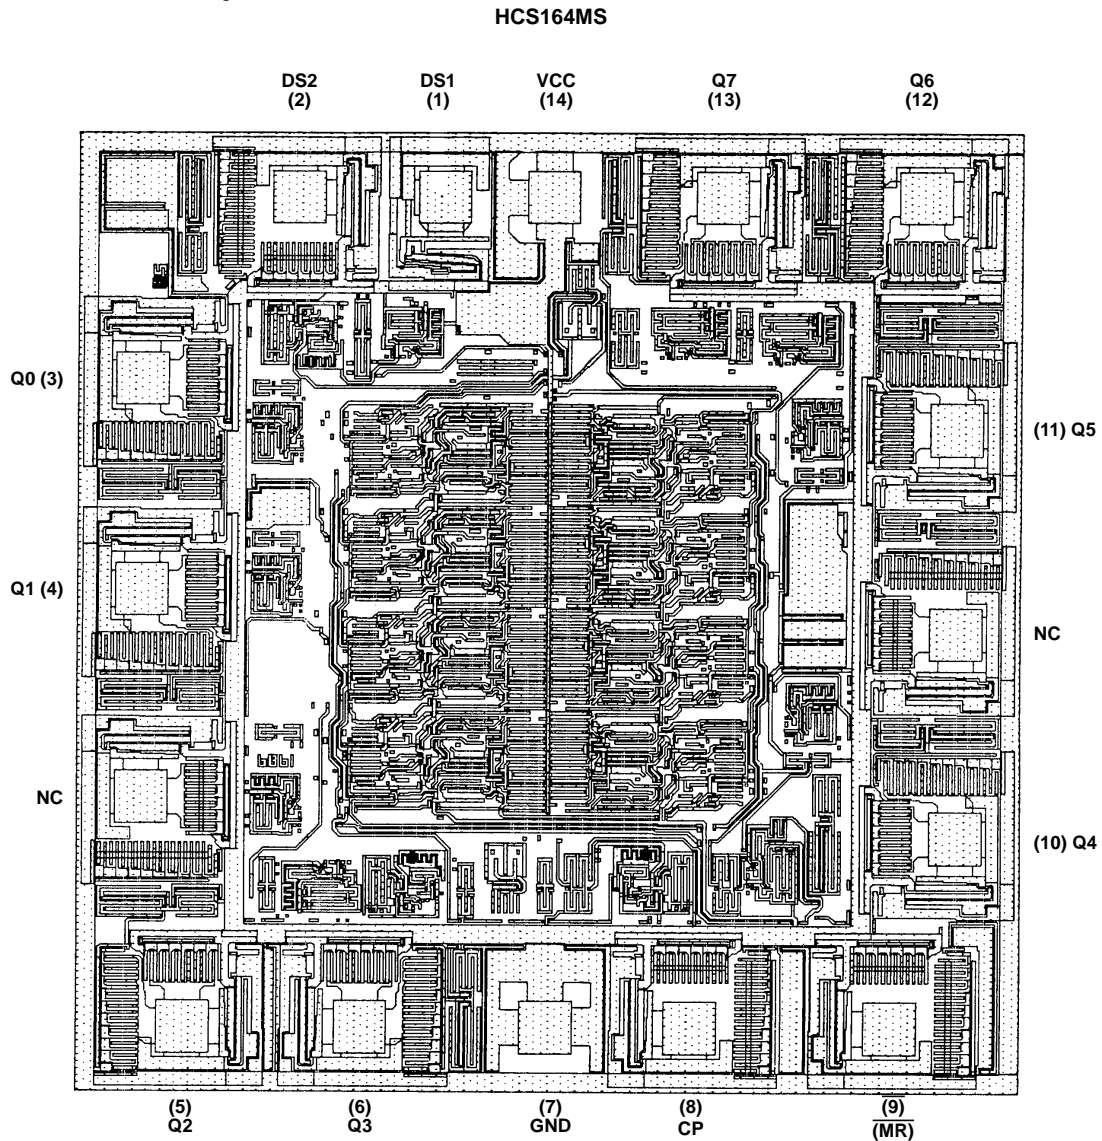 HCS164MS
DS2 DS1 VCC Q7 Q6
(2) (1) (14) (13) (12)
Q0 (3)
(11) Q5
Q1 (4)
NC
NC
(10) Q4
(5) (6) (7) (8) (9)
Q2 Q3 GND CP (MR)